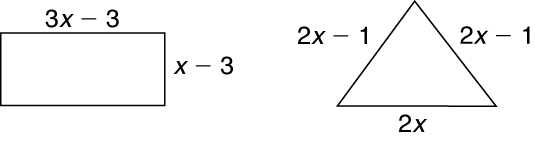 3x − 3
x − 3
2x − 1
2x − 1
2x